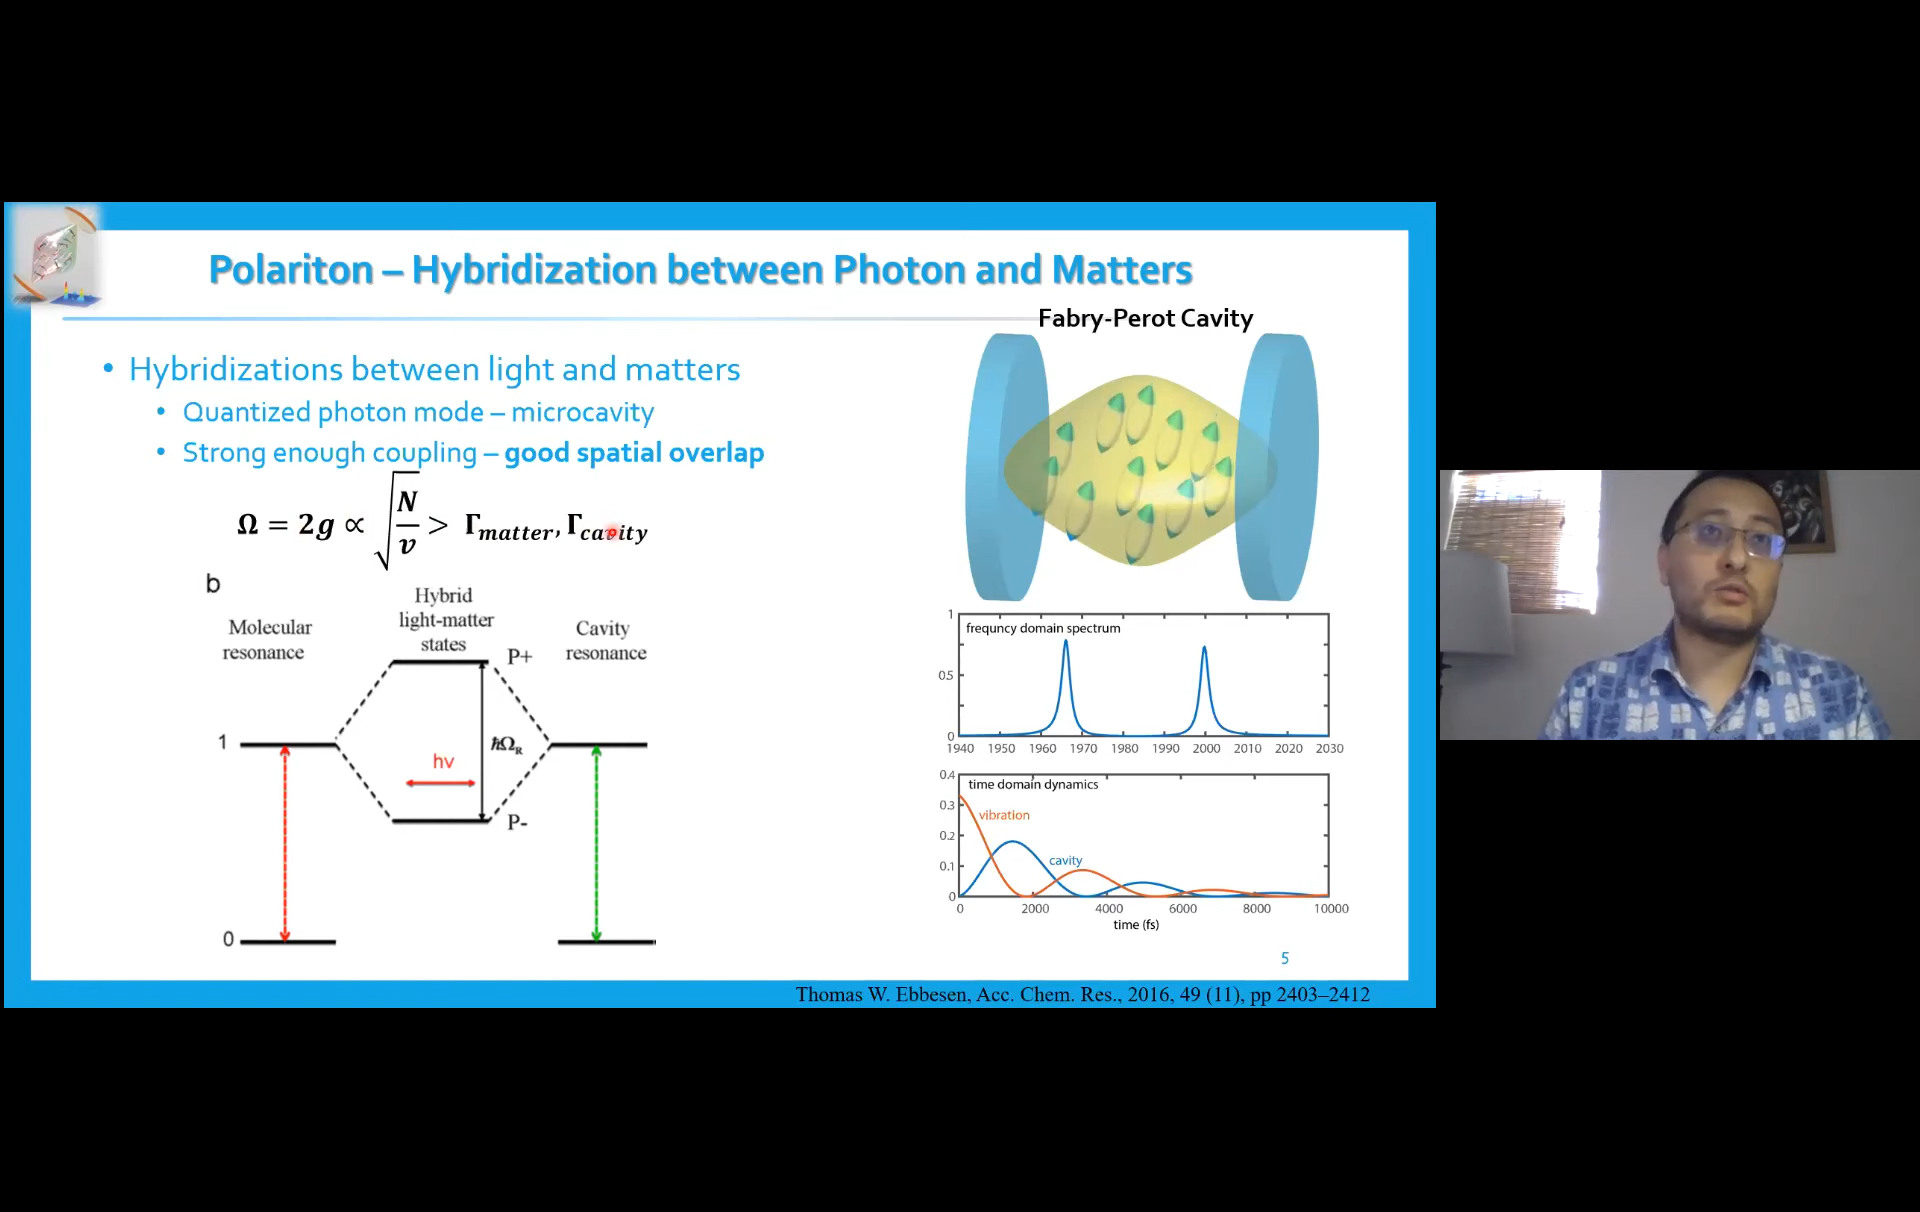 Polariton – Hybridization between Photon and Matters
Fabry-Perot Cavity
• Hybridizations between light and matters
• Quantized photon mode – microcavity
• Strong enough coupling – good spatial overlap
Ω = 2g ∝ √(N/v) > Γmatter, Γcavity
b
Molecular
resonance
Hybrid
light-matter
states
Cavity
resonance
P+
1
ħΩR
hν
P-
0
1
0.5
0
frequncy domain spectrum
1940 1950 1960 1970 1980 1990 2000 2010 2020 2030
0.4
0.3
0.2
0.1
0
time domain dynamics
vibration
cavity
0 2000 4000 6000 8000 10000
time (fs)
5
Thomas W. Ebbesen, Acc. Chem. Res., 2016, 49 (11), pp 2403–2412